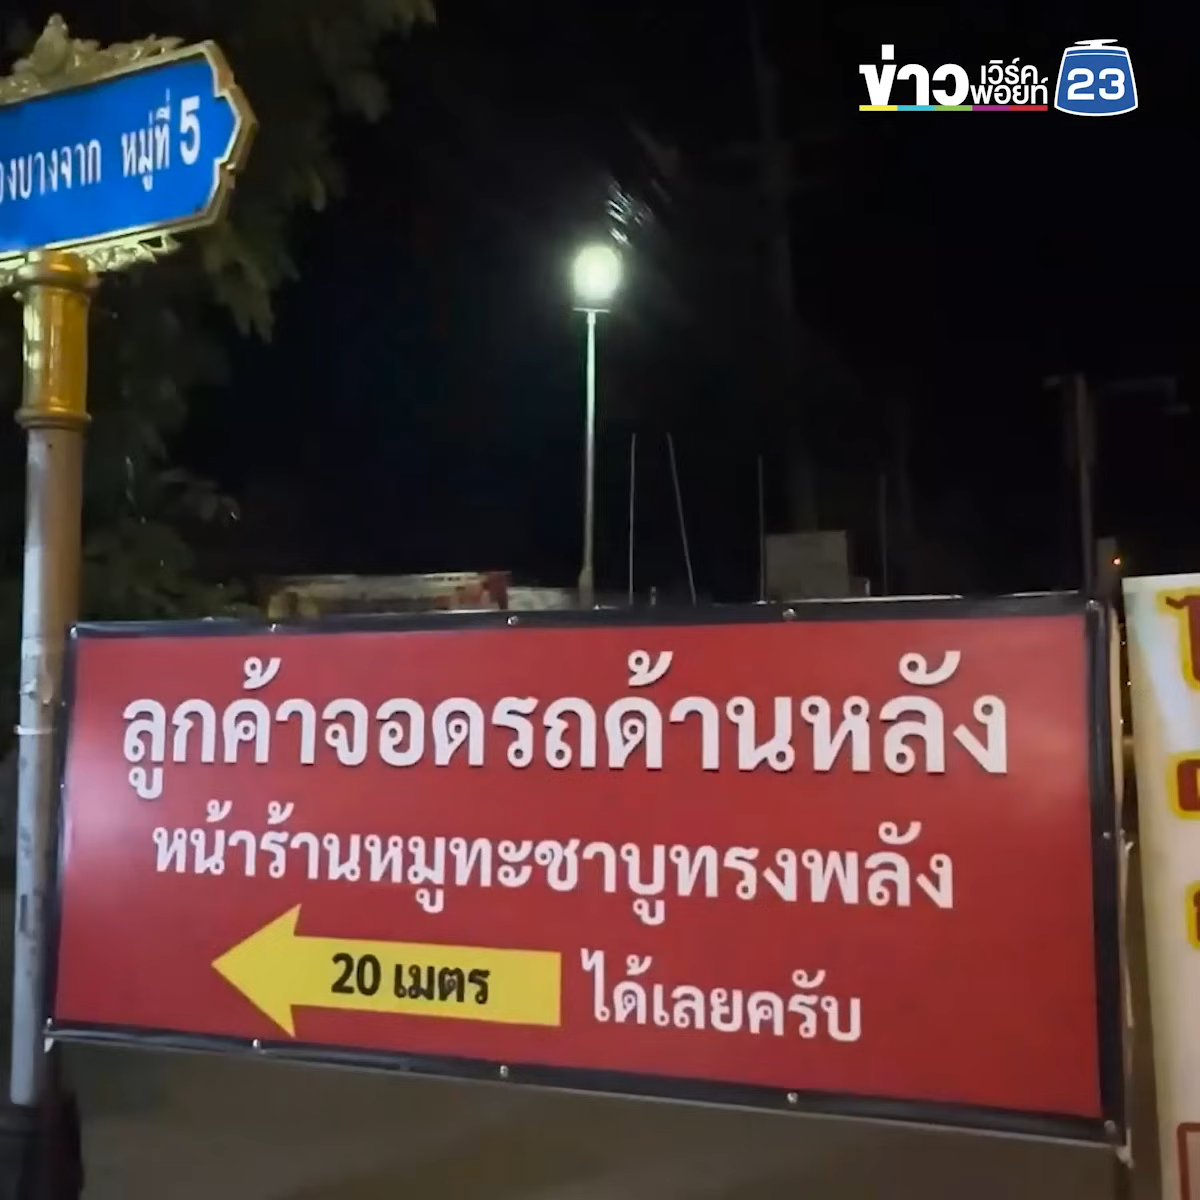 ข่าว เวิร์คพอยท์ 23
บางจาก หมู่ที่ 5
ลูกค้าจอดรถด้านหลัง
หน้าร้านหมูทะชาบูทรงพลัง
20 เมตร ได้เลยครับ